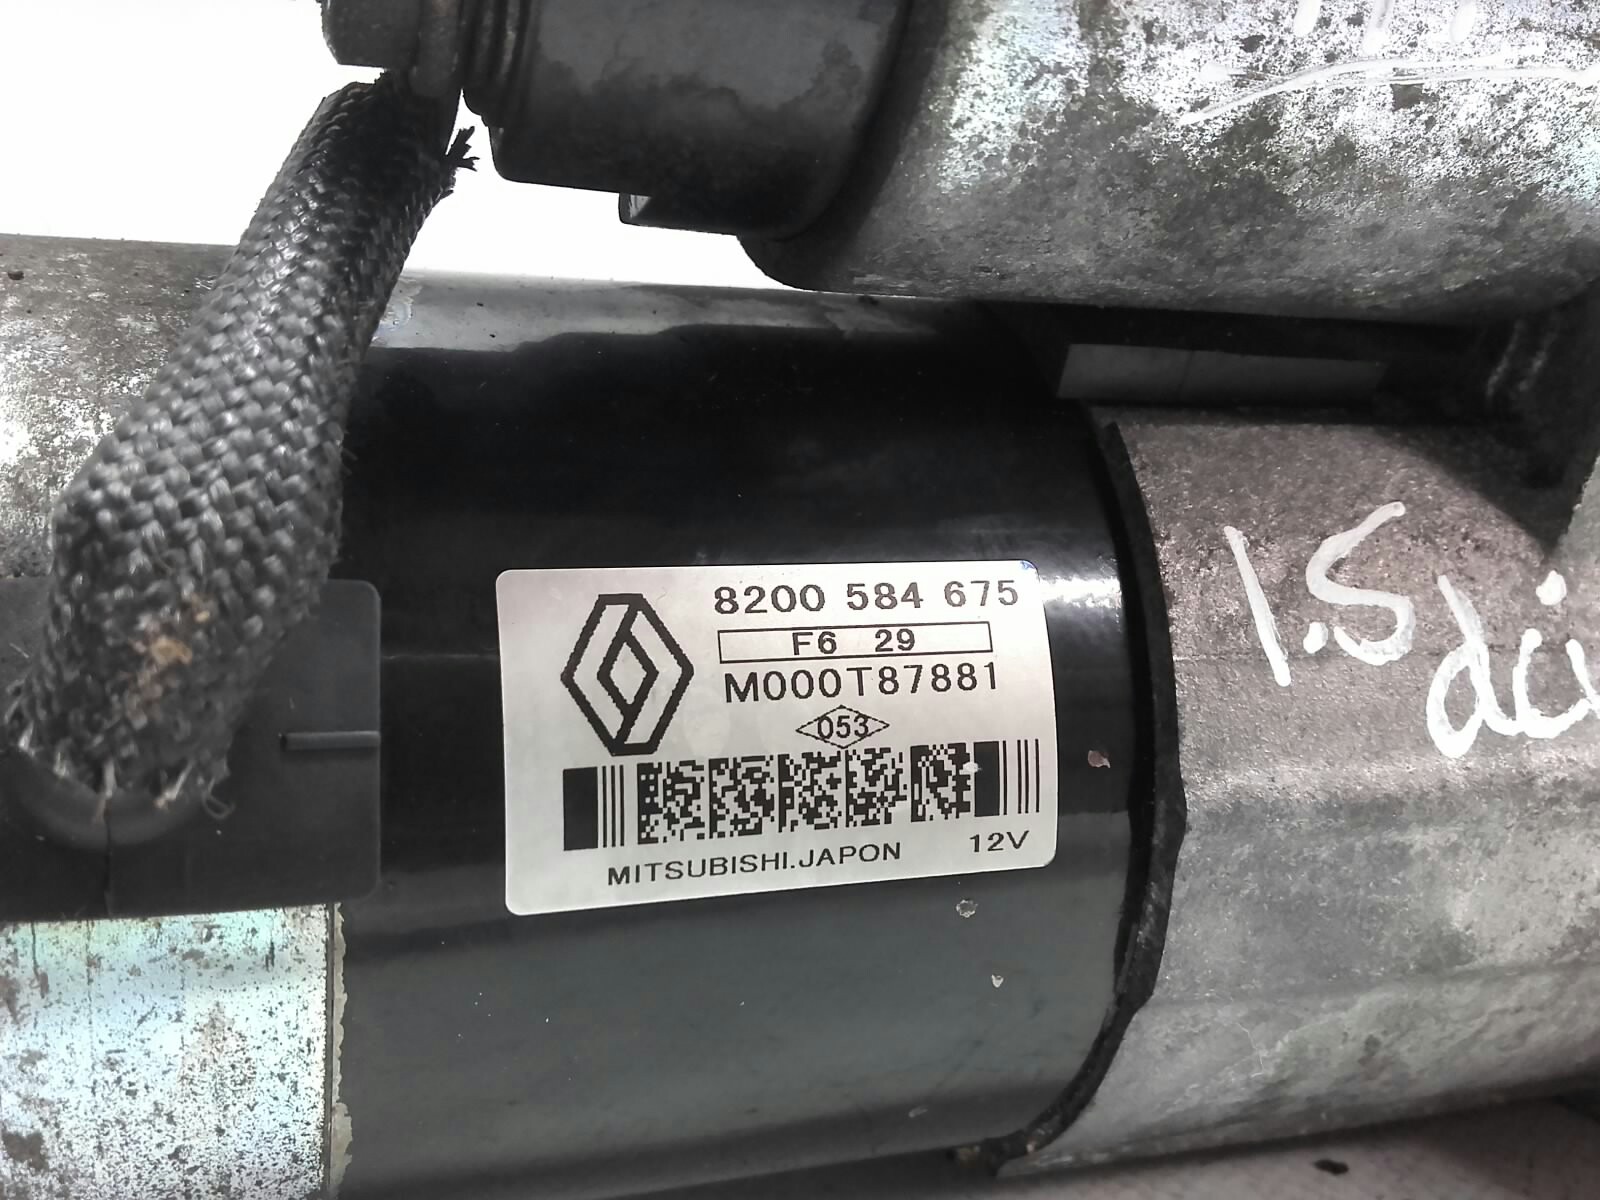 8200 584 675
F6 29
M000T87881
053
MITSUBISHI.JAPON 12V
1.5
dci